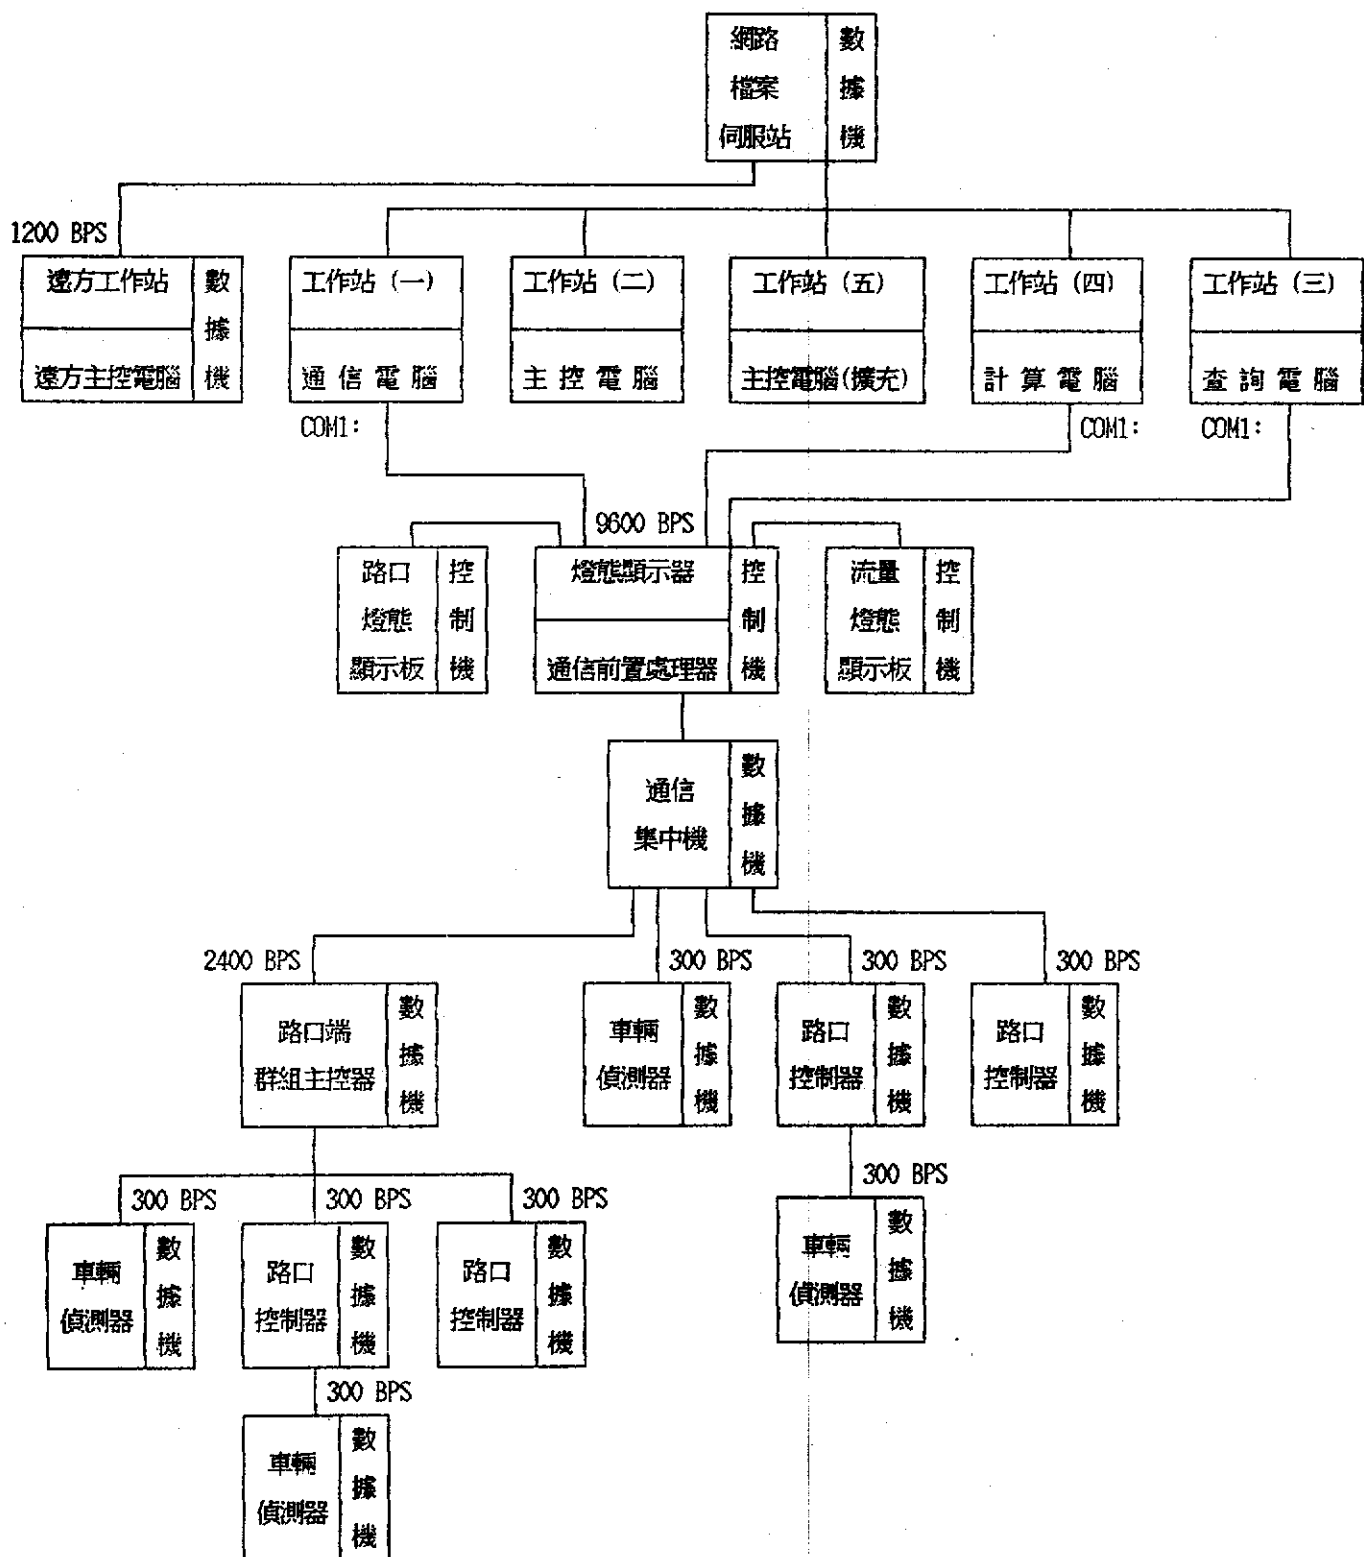 網路
檔案
伺服站
數
據
機
1200 BPS
遠方工作站
遠方主控電腦
數
據
機
工作站 (一)
通信電腦
工作站 (二)
主控電腦
工作站 (五)
主控電腦(擴充)
工作站 (四)
計算電腦
工作站 (三)
查詢電腦
COM1:
COM1:
COM1:
9600 BPS
路口
燈態
顯示板
控
制
機
燈態顯示器
通信前置處理器
控
制
機
流量
燈態
顯示板
控
制
機
通信
集中機
數
據
機
2400 BPS
300 BPS
300 BPS
300 BPS
路口端
群組主控器
數
據
機
車輛
偵測器
數
據
機
路口
控制器
數
據
機
路口
控制器
數
據
機
300 BPS
300 BPS
300 BPS
300 BPS
車輛
偵測器
數
據
機
路口
控制器
數
據
機
路口
控制器
數
據
機
車輛
偵測器
數
據
機
300 BPS
車輛
偵測器
數
據
機